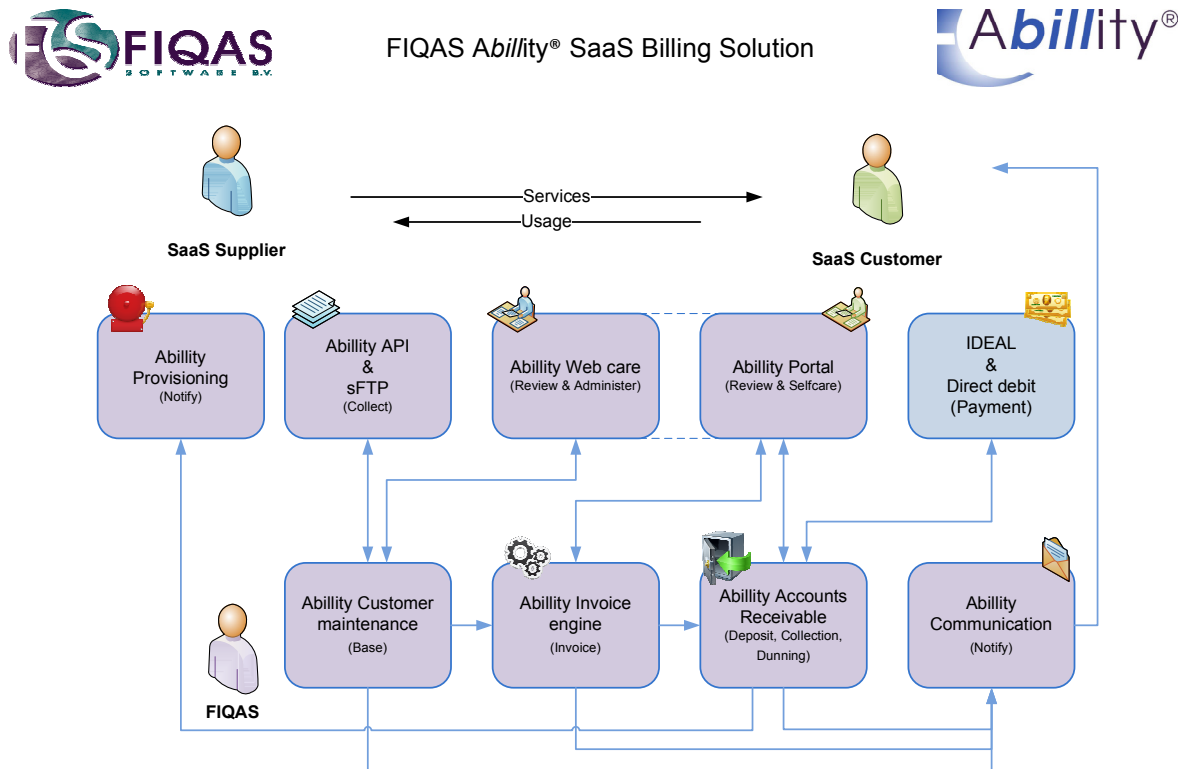 FIQAS
SOFTWARE B.V.
FIQAS Abillity® SaaS Billing Solution
Abillity®
Services
Usage
SaaS Supplier
SaaS Customer
Abillity
Provisioning
(Notify)
Abillity API
&
sFTP
(Collect)
Abillity Web care
(Review & Administer)
Abillity Portal
(Review & Selfcare)
IDEAL
&
Direct debit
(Payment)
Abillity Customer
maintenance
(Base)
Abillity Invoice
engine
(Invoice)
Abillity Accounts
Receivable
(Deposit, Collection,
Dunning)
Abillity
Communication
(Notify)
FIQAS